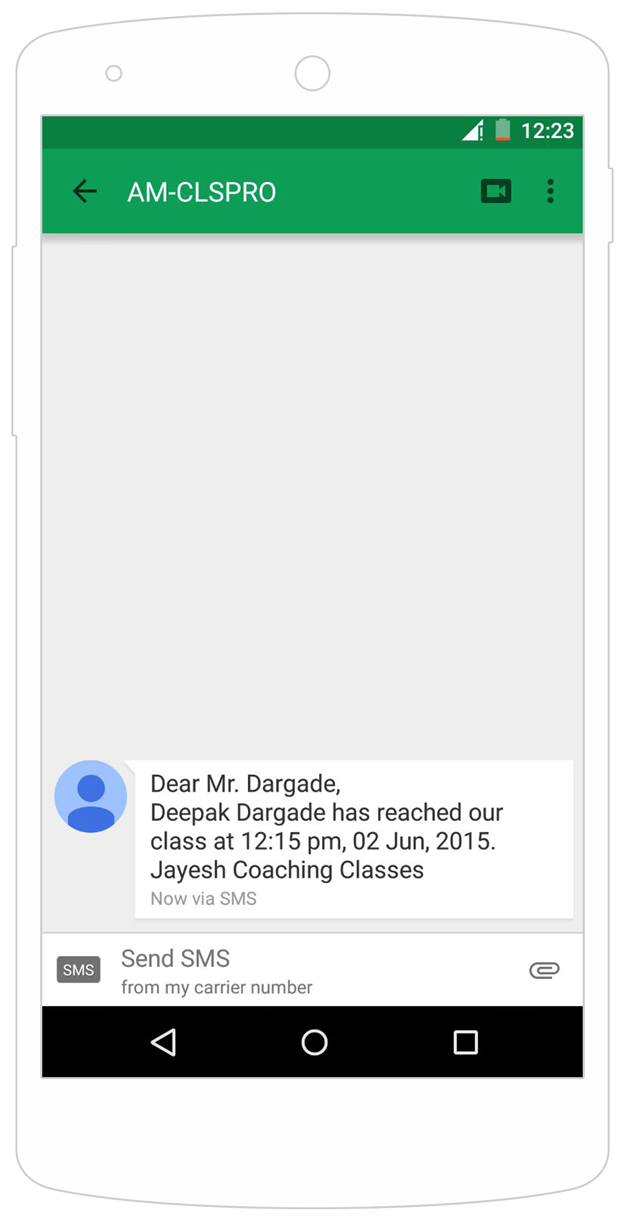 12:23
AM-CLSPRO
Dear Mr. Dargade,
Deepak Dargade has reached our
class at 12:15 pm, 02 Jun, 2015.
Jayesh Coaching Classes
Now via SMS
SMS
Send SMS
from my carrier number